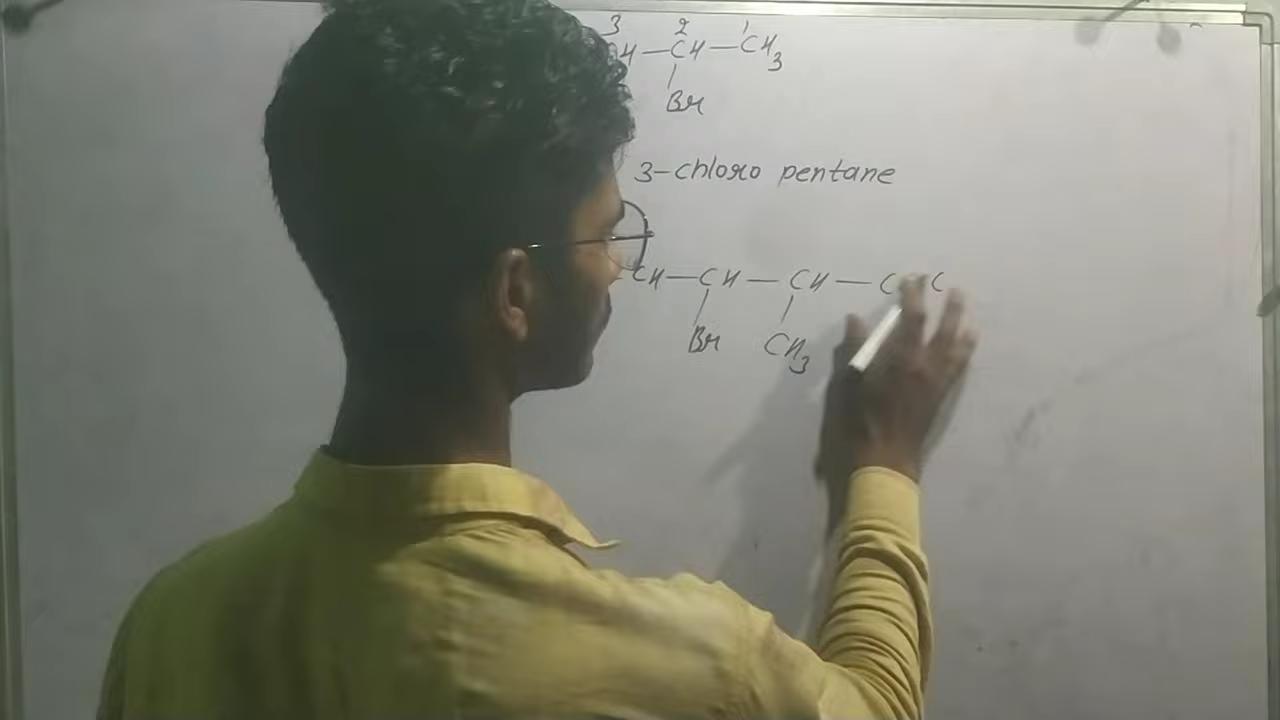 3 2 1
H — CH — CH3
|
Br
3-chloro pentane
CH — CH — CH — C C
| |
Br CH3